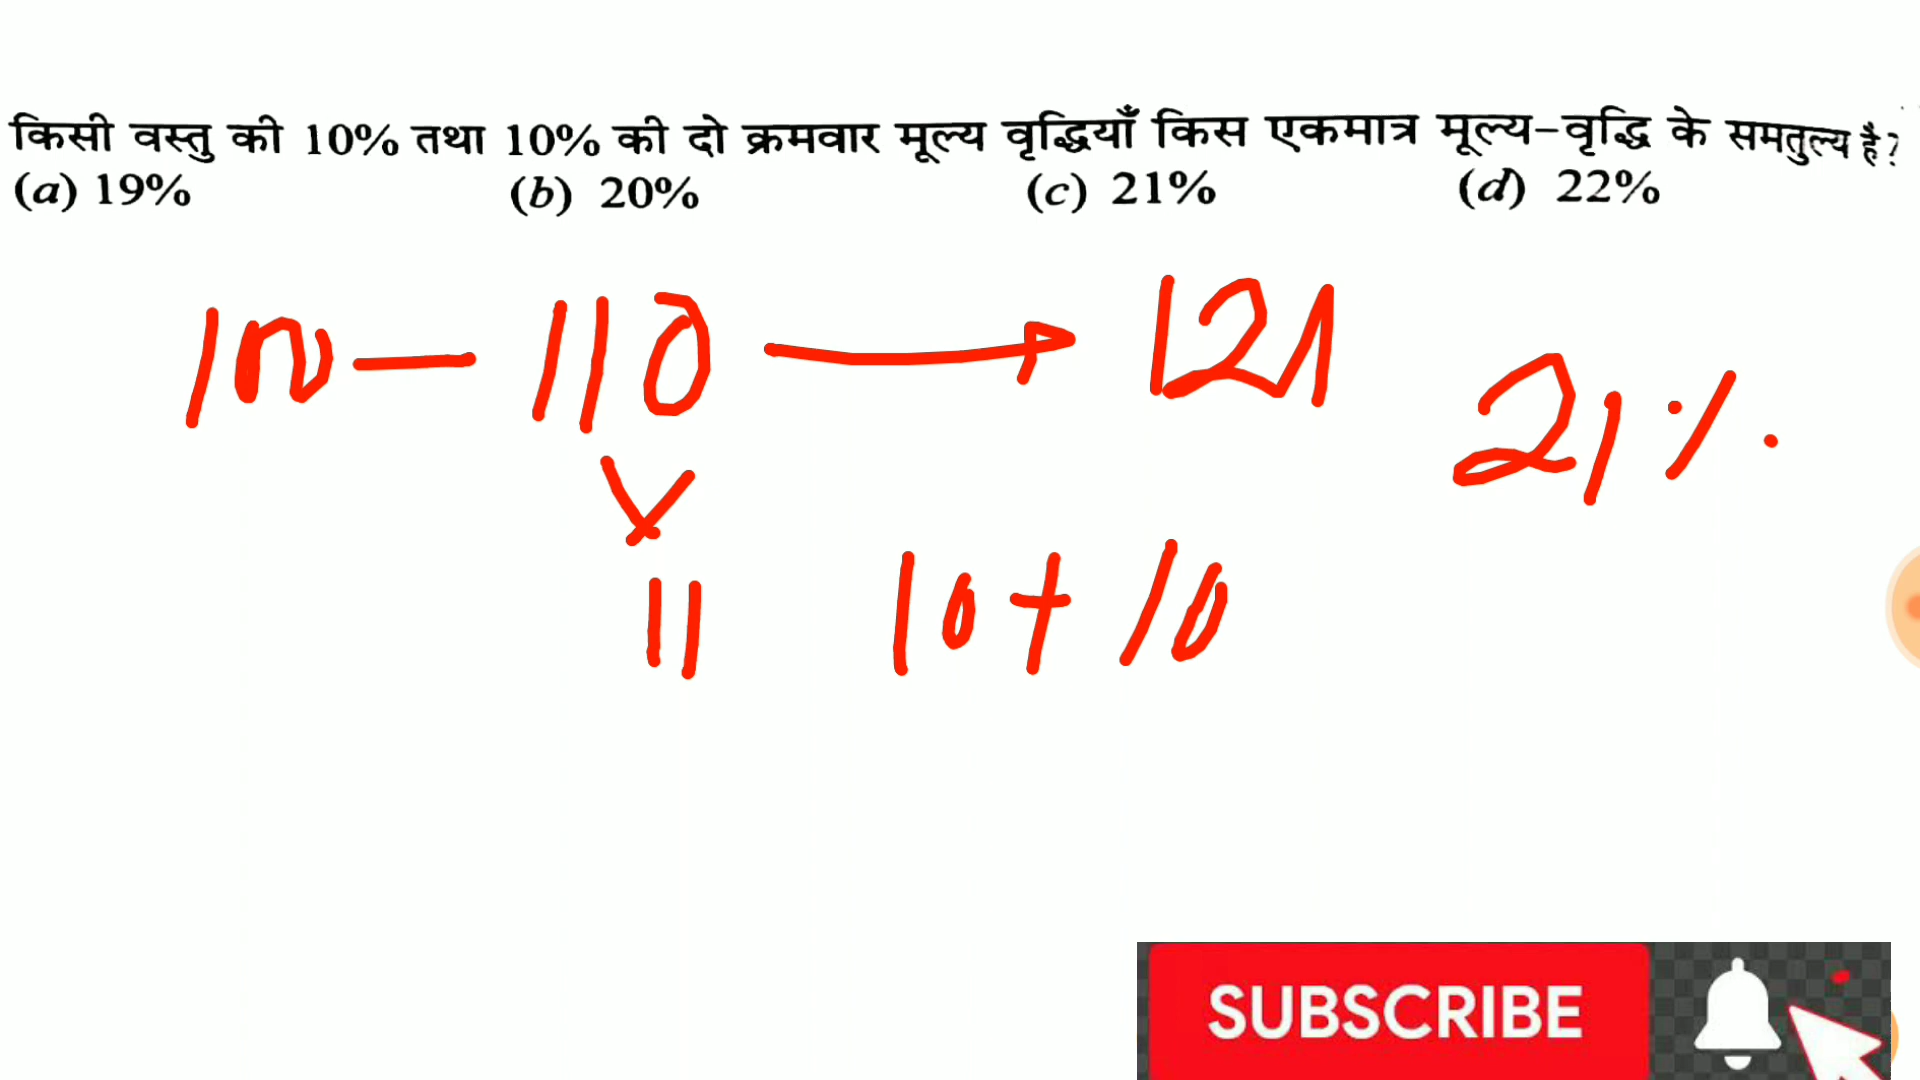 किसी वस्तु की 10% तथा 10% की दो क्रमवार मूल्य वृद्धियाँ किस एकमात्र मूल्य-वृद्धि के समतुल्य है?
(a) 19% (b) 20% (c) 21% (d) 22%
100 — 110 → 121
21%
11 10+10
SUBSCRIBE